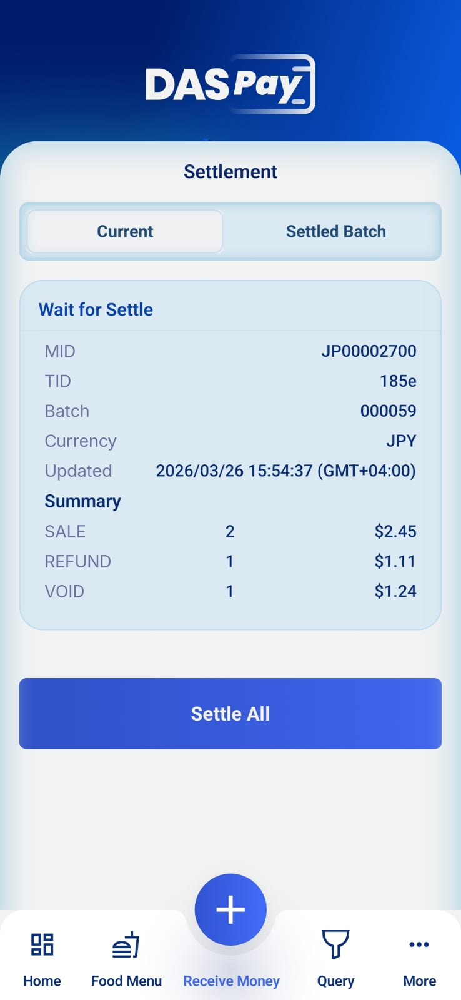 DAS Pay
Settlement
Current Settled Batch
Wait for Settle
MID JP00002700
TID 185e
Batch 000059
Currency JPY
Updated 2026/03/26 15:54:37 (GMT+04:00)
Summary
SALE 2 $2.45
REFUND 1 $1.11
VOID 1 $1.24
Settle All
Home Food Menu Receive Money Query More